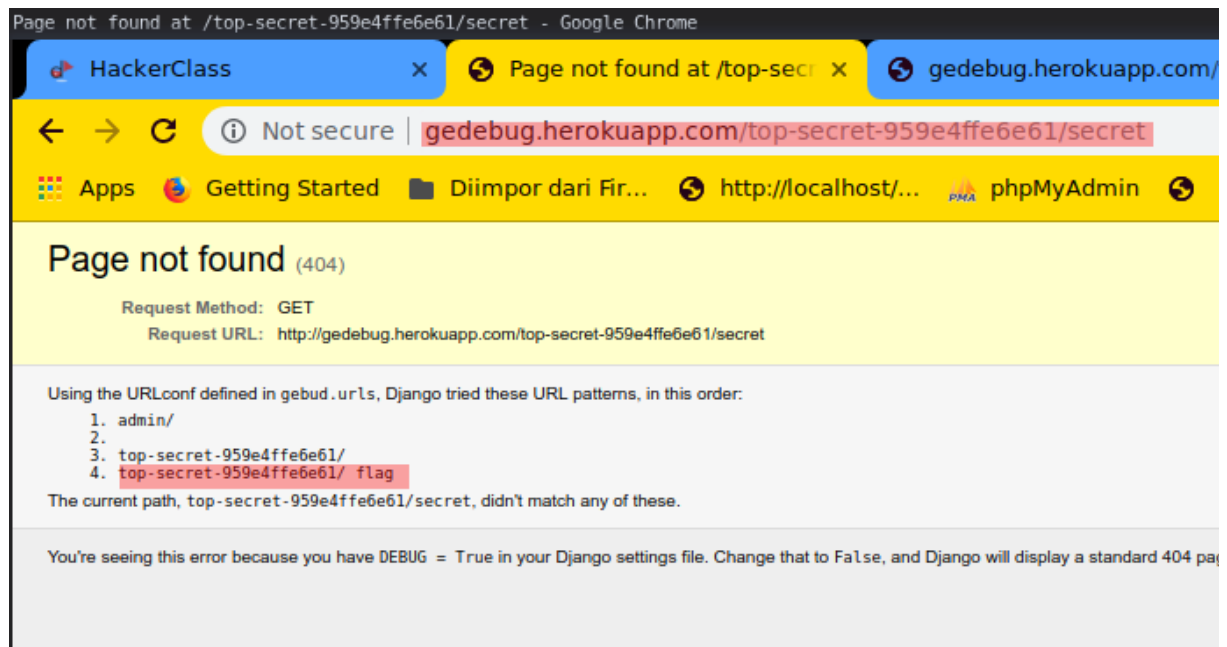 Page not found at /top-secret-959e4ffe6e61/secret - Google Chrome
HackerClass
Page not found at /top-secr
gedebug.herokuapp.com/
Not secure | gedebug.herokuapp.com/top-secret-959e4ffe6e61/secret
Apps Getting Started Diimpor dari Fir... http://localhost/... PMA phpMyAdmin
Page not found (404)
Request Method: GET
Request URL: http://gedebug.herokuapp.com/top-secret-959e4ffe6e61/secret
Using the URLconf defined in gebud.urls, Django tried these URL patterns, in this order:
1. admin/
2.
3. top-secret-959e4ffe6e61/
4. top-secret-959e4ffe6e61/ flag
The current path, top-secret-959e4ffe6e61/secret, didn't match any of these.
You're seeing this error because you have DEBUG = True in your Django settings file. Change that to False, and Django will display a standard 404 pag